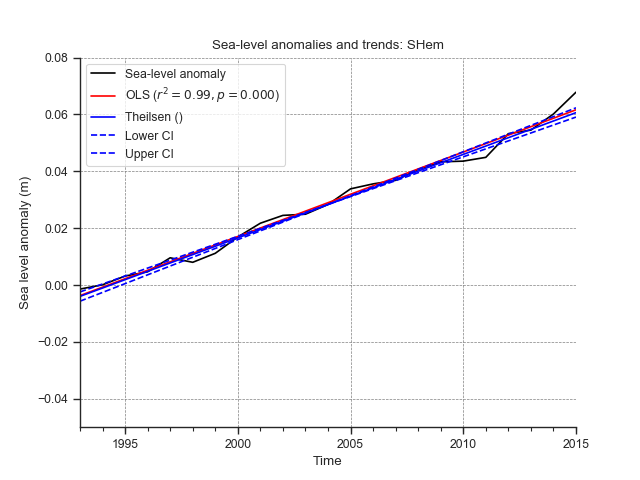 Sea-level anomalies and trends: SHem
0.08
Sea-level anomaly
OLS (r² = 0.99, p = 0.000)
Theilsen ()
Lower CI
Upper CI
0.06
0.04
0.02
0.00
−0.02
−0.04
Sea level anomaly (m)
1995 2000 2005 2010 2015
Time